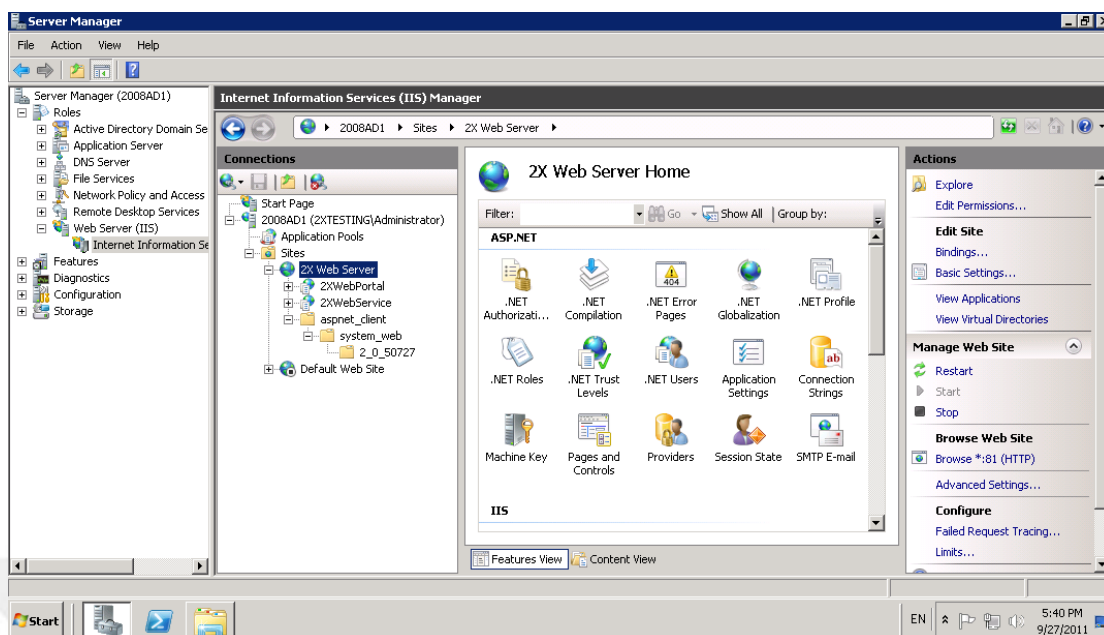 Server Manager
File Action View Help
Server Manager (2008AD1)
Roles
Active Directory Domain Se
Application Server
DNS Server
File Services
Network Policy and Access
Remote Desktop Services
Web Server (IIS)
Internet Information Se
Features
Diagnostics
Configuration
Storage
Internet Information Services (IIS) Manager
2008AD1 Sites 2X Web Server
Connections
Start Page
2008AD1 (2XTESTING\Administrator)
Application Pools
Sites
2X Web Server
2XWebPortal
2XWebService
aspnet_client
system_web
2_0_50727
Default Web Site
2X Web Server Home
Filter: Go Show All Group by:
ASP.NET
.NET Authorizati...
.NET Compilation
.NET Error Pages
404
.NET Globalization
.NET Profile
.NET Roles
.NET Trust Levels
.NET Users
Application Settings
ab
Connection Strings
Machine Key
Pages and Controls
Providers
Session State
SMTP E-mail
IIS
Features View Content View
Actions
Explore
Edit Permissions...
Edit Site
Bindings...
Basic Settings...
View Applications
View Virtual Directories
Manage Web Site
Restart
Start
Stop
Browse Web Site
Browse *:81 (HTTP)
Advanced Settings...
Configure
Failed Request Tracing...
Limits...
Start
EN
5:40 PM
9/27/2011